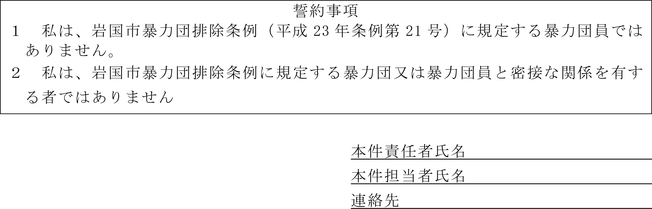 誓約事項
１　私は、岩国市暴力団排除条例（平成 23 年条例第 21 号）に規定する暴力団員では
ありません。
２　私は、岩国市暴力団排除条例に規定する暴力団又は暴力団員と密接な関係を有す
る者ではありません
本件責任者氏名
本件担当者氏名
連絡先